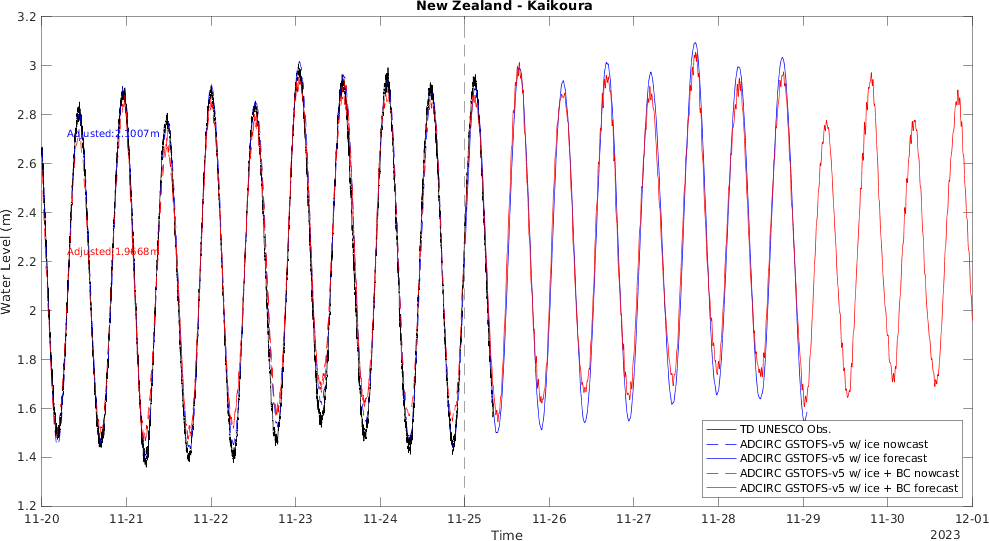 New Zealand - Kaikoura
3.2
3
2.8
2.6
2.4
2.2
2
1.8
1.6
1.4
1.2
Water Level (m)
Adjusted:2.1007m
Adjusted:1.9668m
TD UNESCO Obs.
ADCIRC GSTOFS-v5 w/ ice nowcast
ADCIRC GSTOFS-v5 w/ ice forecast
ADCIRC GSTOFS-v5 w/ ice + BC nowcast
ADCIRC GSTOFS-v5 w/ ice + BC forecast
11-20 11-21 11-22 11-23 11-24 11-25 11-26 11-27 11-28 11-29 11-30 12-01
Time
2023